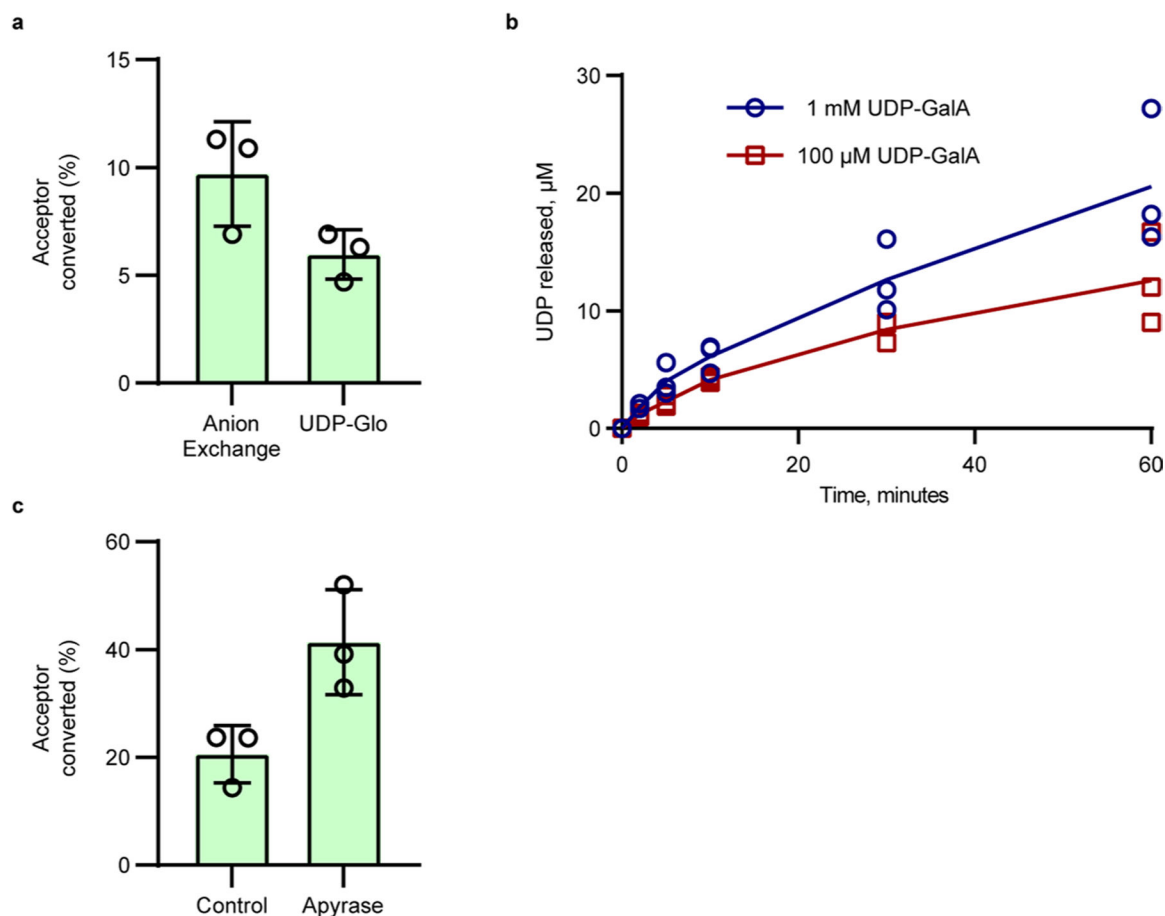 a
15
10
5
0
Acceptor
converted (%)
Anion
Exchange
UDP-Glo
b
30
20
10
0
UDP released, µM
1 mM UDP-GalA
100 µM UDP-GalA
0
20
40
60
Time, minutes
c
60
40
20
0
Acceptor
converted (%)
Control
Apyrase